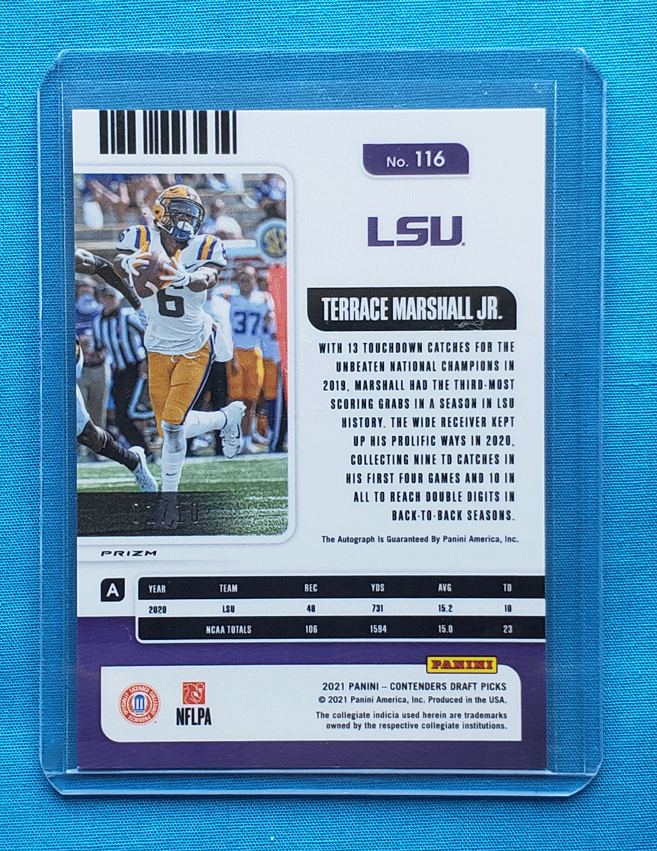 No. 116
LSU
TERRACE MARSHALL JR.
WITH 13 TOUCHDOWN CATCHES FOR THE
UNBEATEN NATIONAL CHAMPIONS IN
2019, MARSHALL HAD THE THIRD-MOST
SCORING GRABS IN A SEASON IN LSU
HISTORY. THE WIDE RECEIVER KEPT
UP HIS PROLIFIC WAYS IN 2020,
COLLECTING NINE TD CATCHES IN
HIS FIRST FOUR GAMES AND 10 IN
ALL TO REACH DOUBLE DIGITS IN
BACK-TO-BACK SEASONS.
The Autograph Is Guaranteed By Panini America, Inc.
6
37
PRIZM
A
YEAR TEAM REC YDS AVG TD
2020 LSU 48 731 15.2 10
NCAA TOTALS 106 1594 15.0 23
PANINI
2021 PANINI – CONTENDERS DRAFT PICKS
© 2021 Panini America, Inc. Produced in the USA.
The collegiate indicia used herein are trademarks
owned by the respective collegiate institutions.
NFLPA